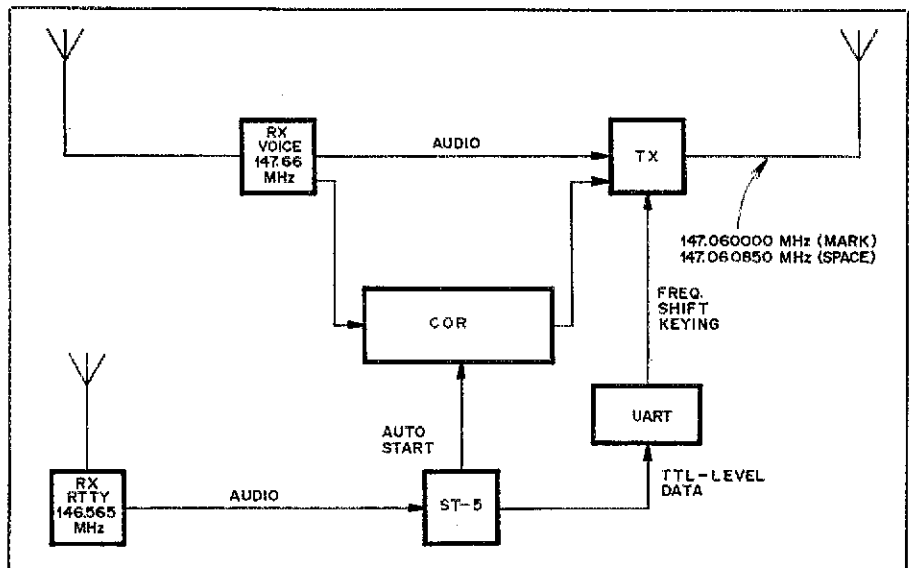 RX
VOICE
147.66
MHz
AUDIO
TX
147.060000 MHz (MARK)
147.060850 MHz (SPACE)
FREQ.
SHIFT
KEYING
COR
UART
AUTO
START
TTL-LEVEL
DATA
RX
RTTY
146.565
MHz
AUDIO
ST-5